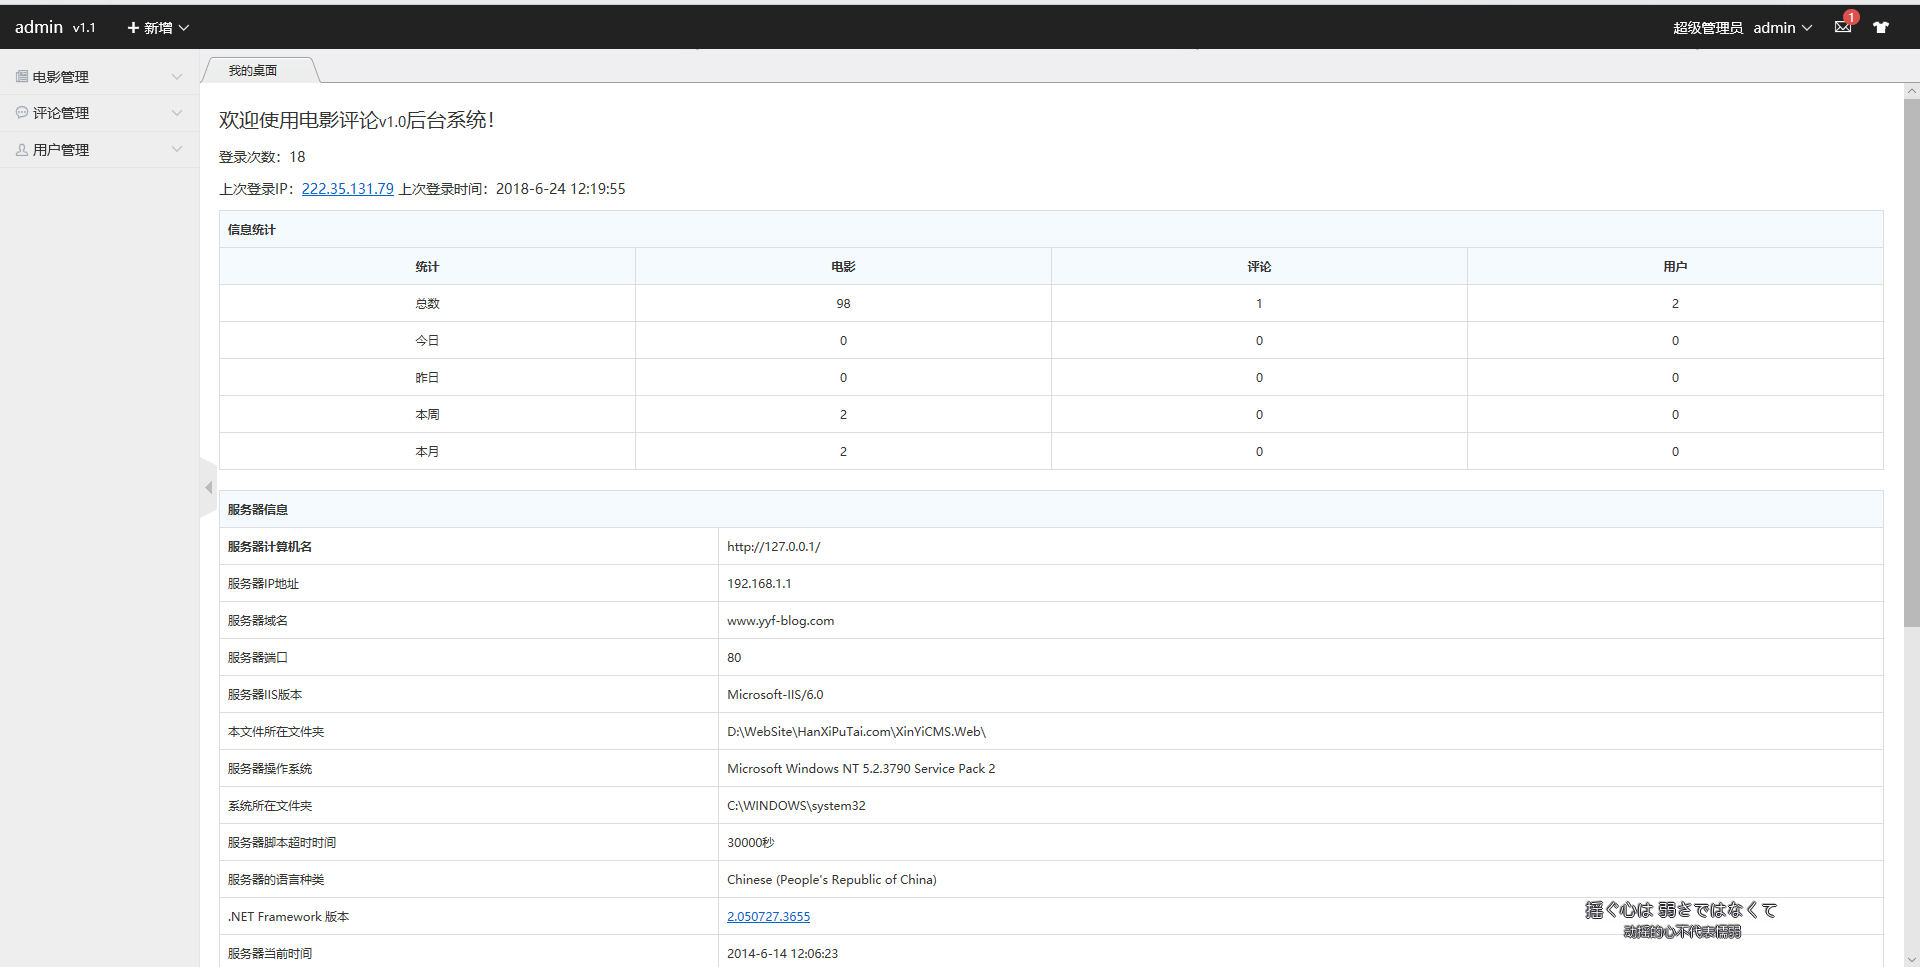 admin v1.1 新增 超级管理员 admin 1
电影管理
评论管理
用户管理
我的桌面
欢迎使用电影评论v1.0后台系统！
登录次数：18
上次登录IP：222.35.131.79 上次登录时间：2018-6-24 12:19:55
信息统计
统计 电影 评论 用户
总数 98 1 2
今日 0 0 0
昨日 0 0 0
本周 2 0 0
本月 2 0 0
服务器信息
服务器计算机名 http://127.0.0.1/
服务器IP地址 192.168.1.1
服务器域名 www.yyf-blog.com
服务器端口 80
服务器IIS版本 Microsoft-IIS/6.0
本文件所在文件夹 D:\WebSite\HanXiPuTai.com\XinYiCMS.Web\
服务器操作系统 Microsoft Windows NT 5.2.3790 Service Pack 2
系统所在文件夹 C:\WINDOWS\system32
服务器脚本超时时间 30000秒
服务器的语言种类 Chinese (People's Republic of China)
.NET Framework 版本 2.050727.3655
服务器当前时间 2014-6-14 12:06:23
揺ぐ心は 弱さではなくて
动摇的心不代表懦弱